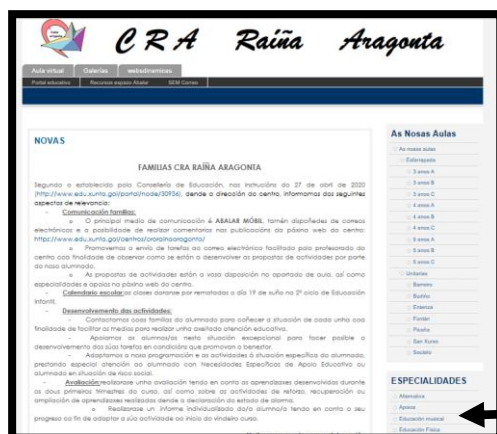 CRA Raíña Aragonta
Aula virtual Galerías webs dinamicas
Portal educativo Recursos espazo Abalar SEM Correo
NOVAS
FAMILIAS CRA RAÍÑA ARAGONTA
Segundo o establecido pola Consellería de Educación, nas instrucións do 27 de abril de 2020
(http://www.edu.xunta.gal/portal/node/30936), dende a dirección do centro, informamos das seguintes
aspectos de relevancia:
- Comunicación familias:
o O principal medio de comunicación é ABALAR MÓBIL, tamén dispoñedes de correos
electrónicos e a posibilidade de realizar comentarios nas publicacións da páxina web do centro:
https://www.edu.xunta.gal/centros/crarainaaragonta/
o Promovemos o envío de tarefas ao correo electrónico facilitado pola profesorado do
centro coa finalidade de observar como se están a desenvolver as propostas de actividades por parte
do noso alumnado.
o As propostas de actividades están a vosa disposición no apartado de aula, así como
especialidades e apoios na páxina web do centro.
- Calendario escolar: as clases daranse por rematadas o día 19 de xuño no 2º ciclo de Educación
Infantil.
- Desenvolvemento das actividades:
- Contactamos coas familias do alumnado para coñecer a situación de cada unha coa
finalidade de facilitar os medios para realizar unha axeitada atención educativa.
- Apoiamos ao alumnas/as nesta situación excepcional para facer posible o
desenvolvemento das súas tarefas en condicións que promovan o benestar.
- Adaptamos a nosa programación e as actividades á situación específica do alumnado,
prestando especial atención ao alumnado con Necesidades Específicas de Apoio Educativo ou
alumnado en situación de risco social.
- Avaliación: realizarase unha avaliación tendo en conta as aprendizaxes desenvolvidas durante
os dous primeiros trimestres do curso, así como sobre as actividades de reforzo, recuperación ou
ampliación de aprendizaxes realizadas dende a declaración do estado de alarma.
o Realizarase un informe individualizado do/a alumno/a tendo en conta o seu
progreso co fin de adaptar a súa actividade ao inicio do vindeiro curso.
As Nosas Aulas
As nosas aulas
Esfarrapada
3 anos A
3 anos B
3 anos C
4 anos A
4 anos B
4 anos C
5 anos A
5 anos B
5 anos C
Unitarias
Barreiro
Budiño
Entenza
Picoña
San Xurxo
Soutelo
ESPECIALIDADES
Alternativa
Apoios
Educación musical
Educación Física